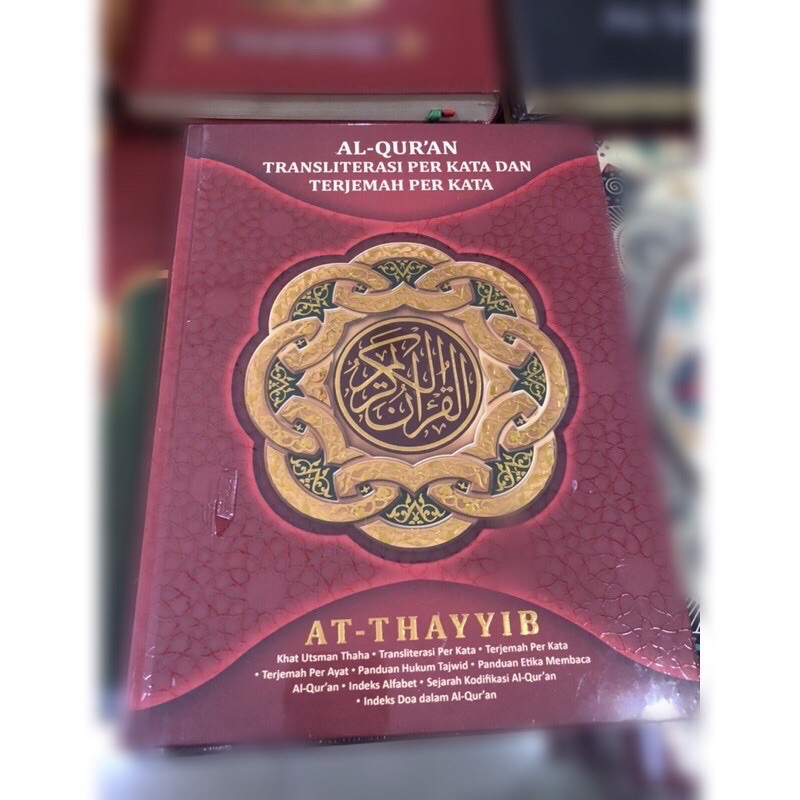 AL-QUR'AN
TRANSLITERASI PER KATA DAN
TERJEMAH PER KATA
القرآن الكريم
AT-THAYYIB
Khat Utsman Thaha • Transliterasi Per Kata • Terjemah Per Kata
• Terjemah Per Ayat • Panduan Hukum Tajwid • Panduan Etika Membaca
Al-Qur'an • Indeks Alfabet • Sejarah Kodifikasi Al-Qur'an
• Indeks Doa dalam Al-Qur'an